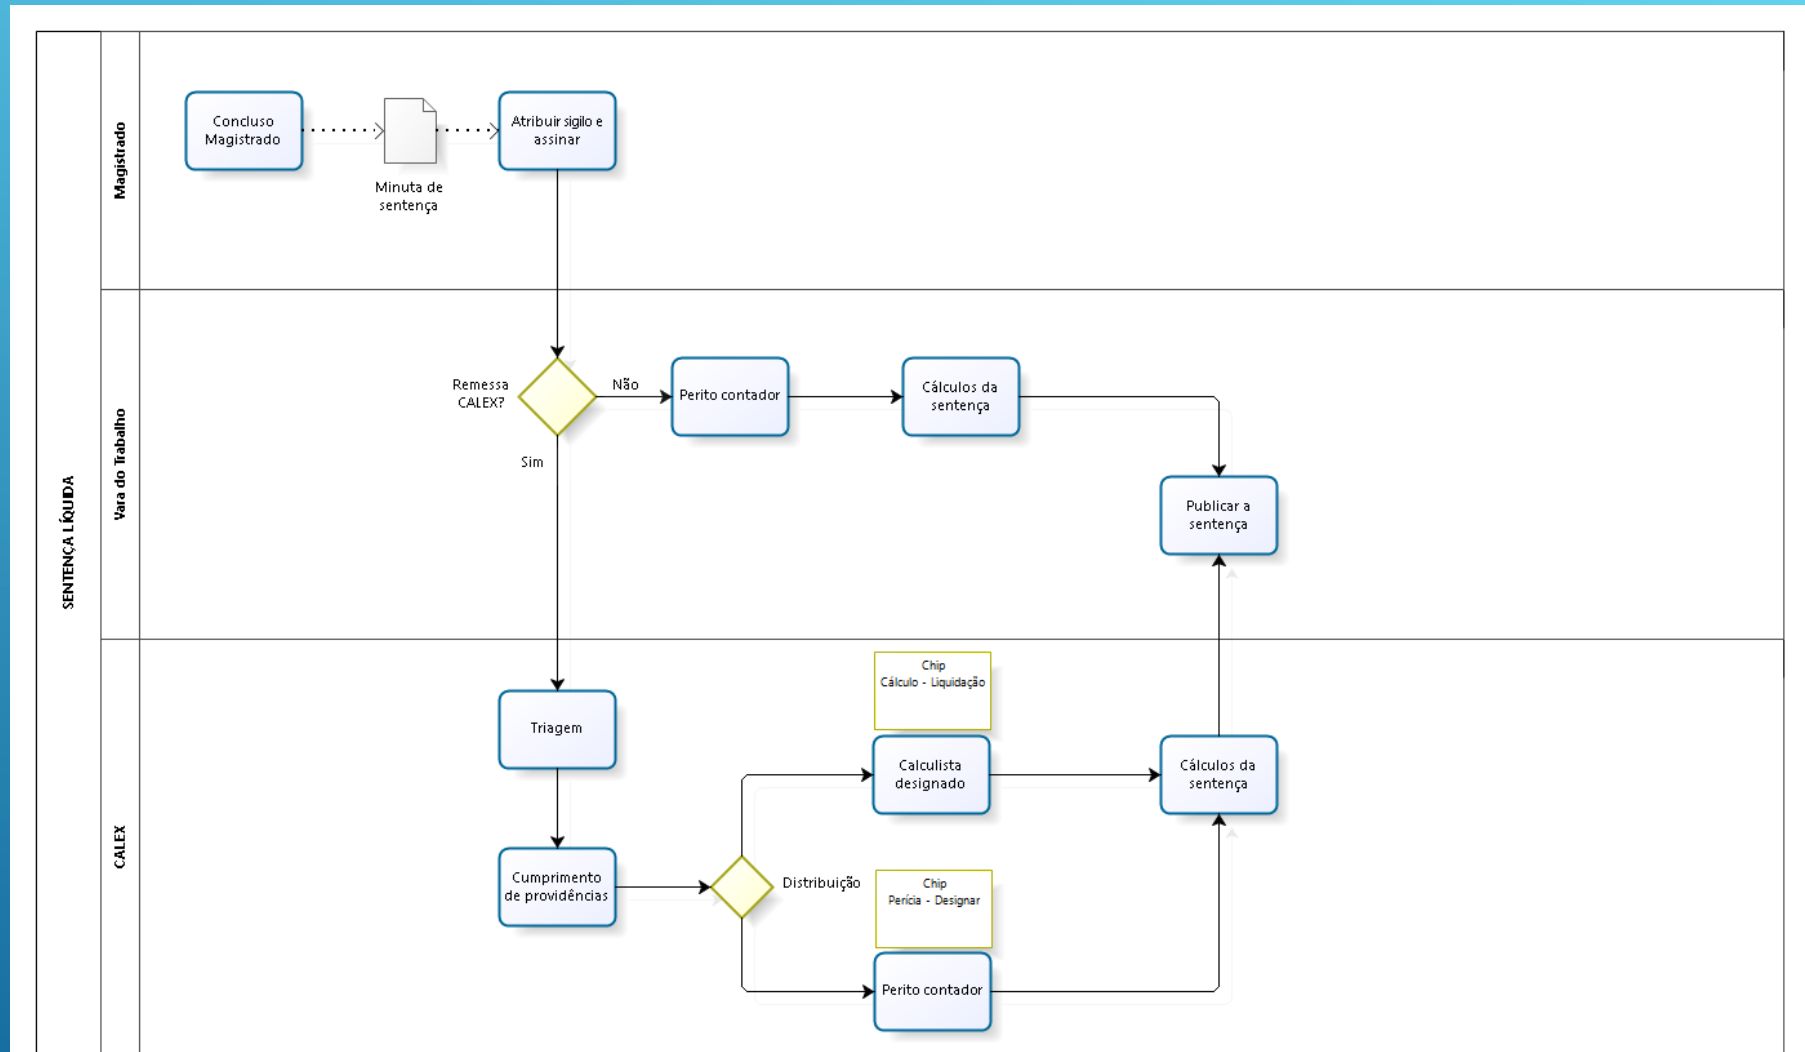 SENTENÇA LÍQUIDA
Magistrado
Concluso
Magistrado
Minuta de
sentença
Atribuir sigilo e
assinar
Vara do Trabalho
Remessa
CALEX?
Não
Sim
Perito contador
Cálculos da
sentença
Publicar a
sentença
CALEX
Triagem
Cumprimento
de providências
Distribuição
Chip
Cálculo - Liquidação
Calculista
designado
Cálculos da
sentença
Chip
Perícia - Designar
Perito contador